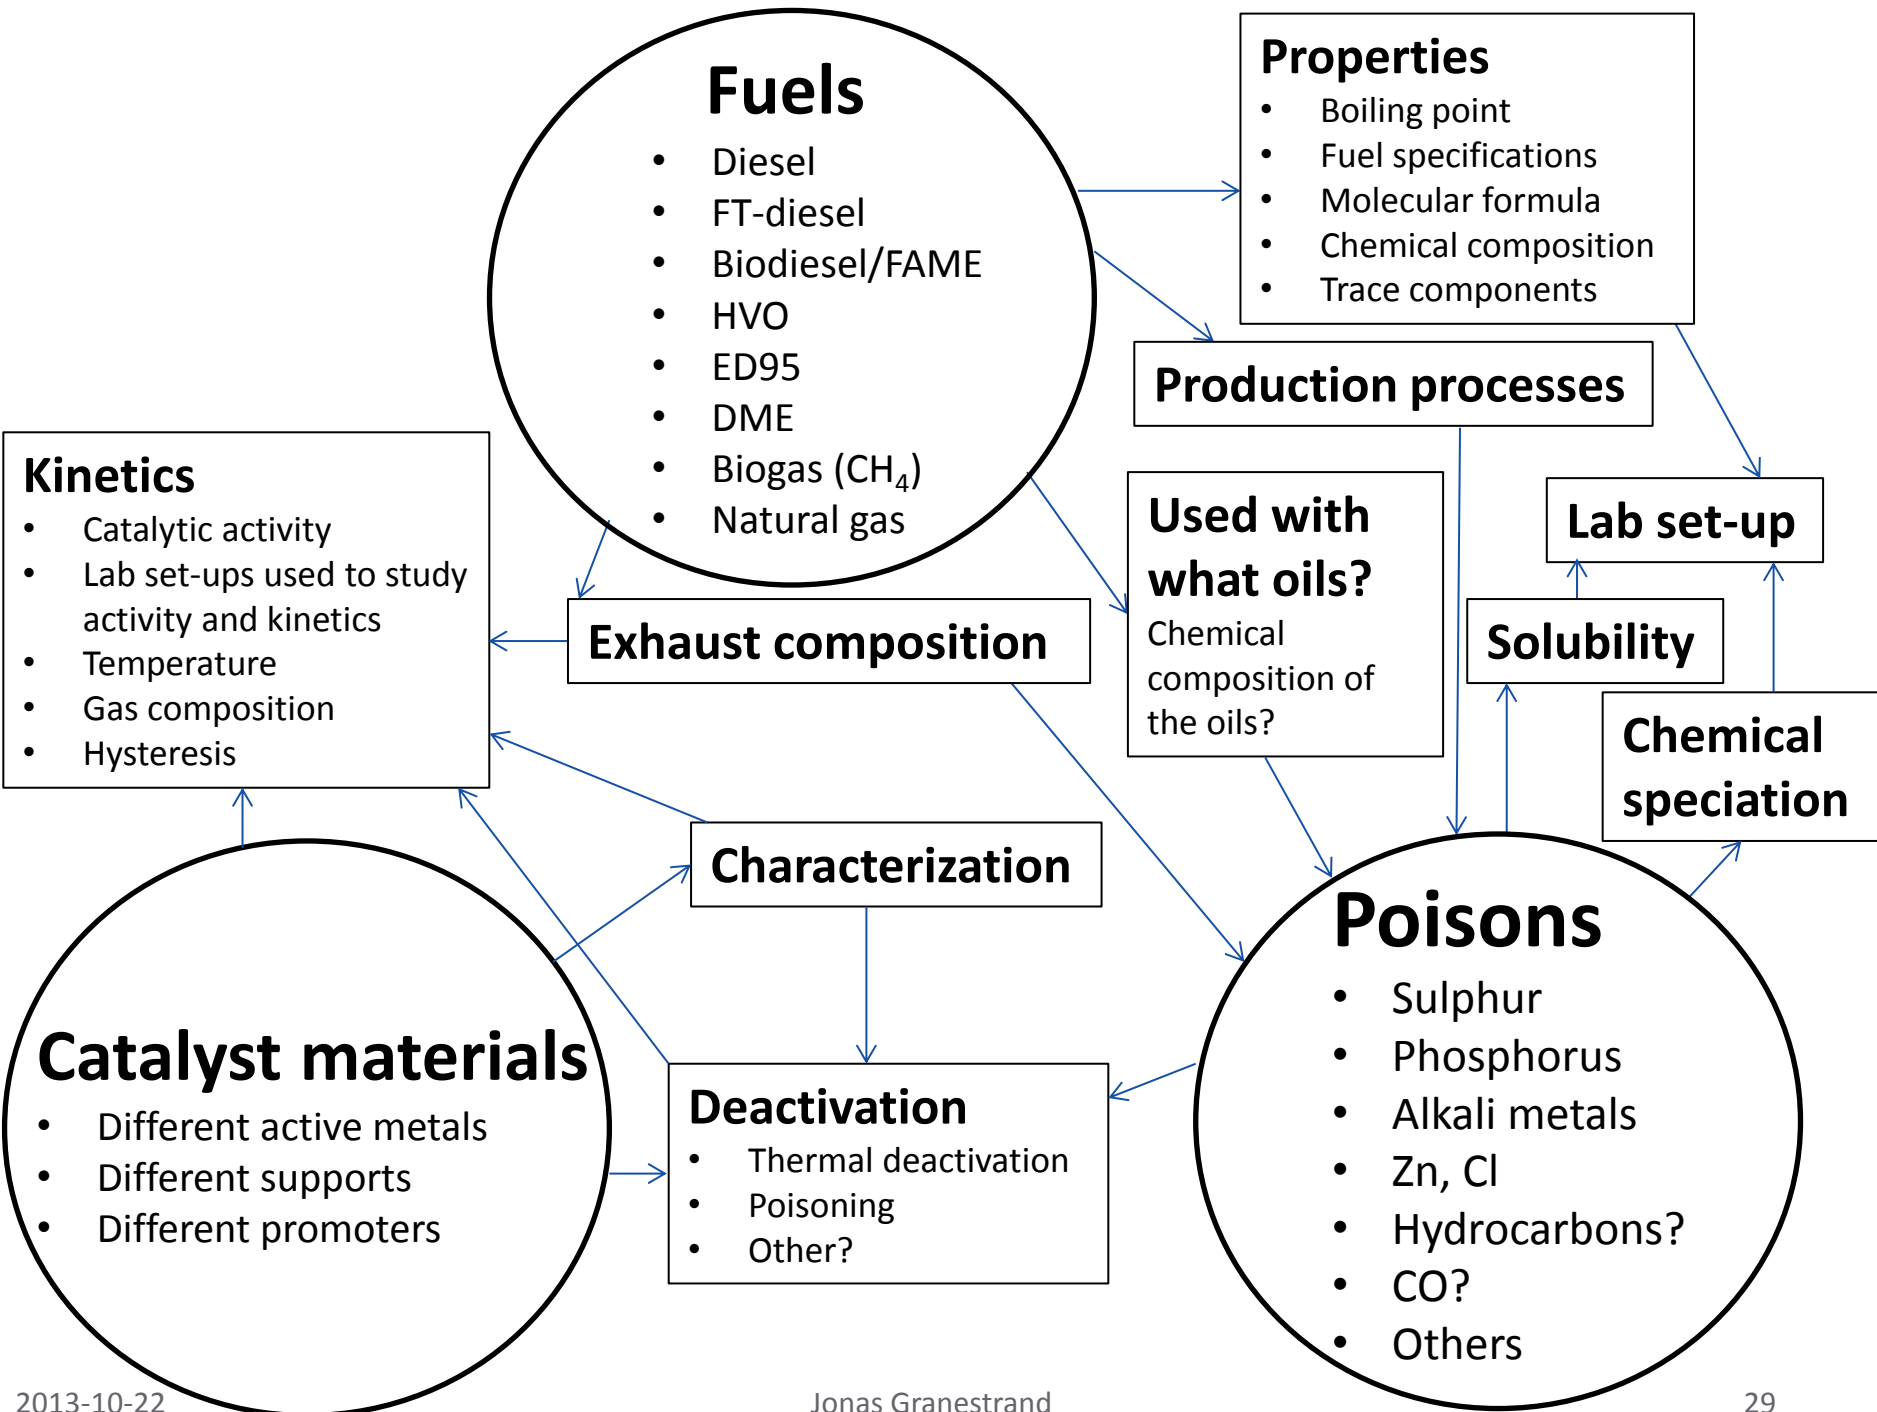 Fuels
• Diesel
• FT-diesel
• Biodiesel/FAME
• HVO
• ED95
• DME
• Biogas (CH₄)
• Natural gas
Properties
• Boiling point
• Fuel specifications
• Molecular formula
• Chemical composition
• Trace components
Production processes
Kinetics
• Catalytic activity
• Lab set-ups used to study
activity and kinetics
• Temperature
• Gas composition
• Hysteresis
Used with
what oils?
Chemical
composition of
the oils?
Lab set-up
Exhaust composition
Solubility
Chemical
speciation
Characterization
Catalyst materials
• Different active metals
• Different supports
• Different promoters
Deactivation
• Thermal deactivation
• Poisoning
• Other?
Poisons
• Sulphur
• Phosphorus
• Alkali metals
• Zn, Cl
• Hydrocarbons?
• CO?
• Others
2013-10-22
Jonas Granestrand
29